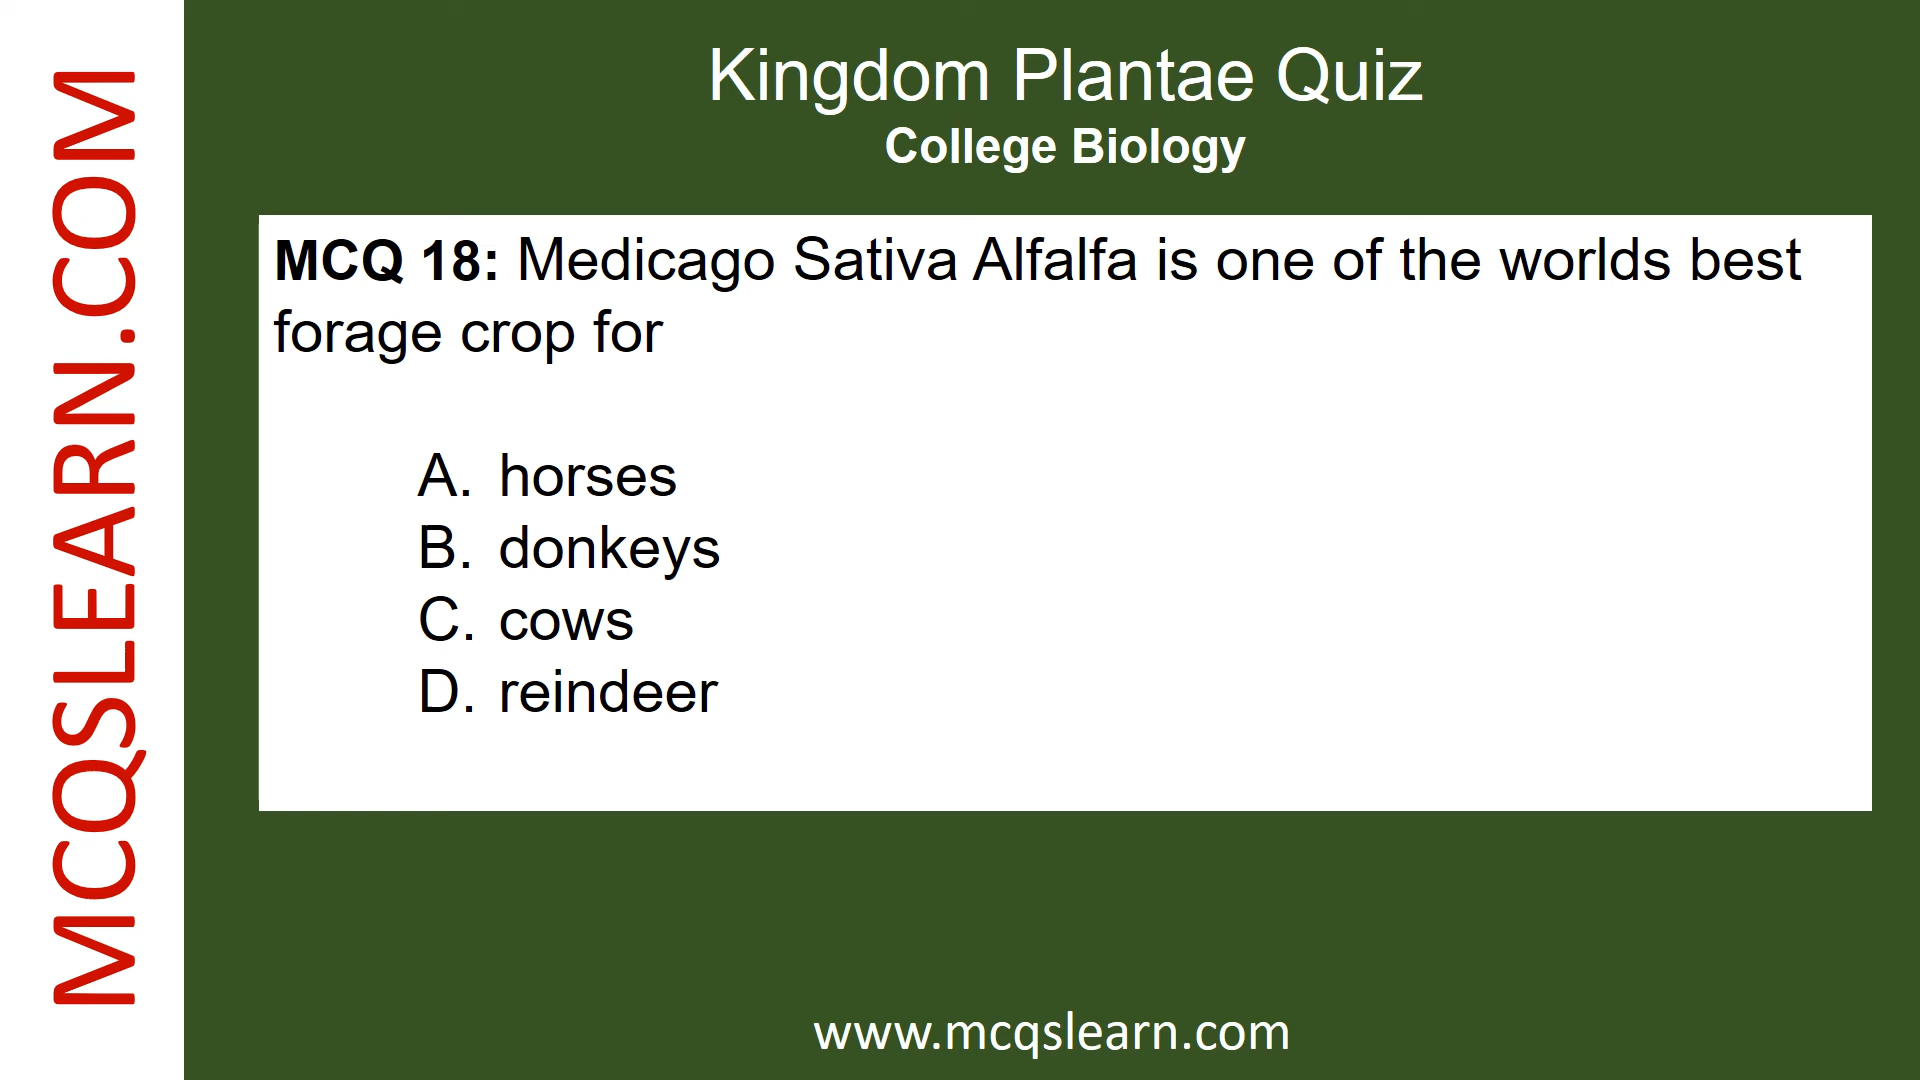 MCQSLEARN.COM
Kingdom Plantae Quiz
College Biology
MCQ 18: Medicago Sativa Alfalfa is one of the worlds best
forage crop for
A. horses
B. donkeys
C. cows
D. reindeer
www.mcqslearn.com